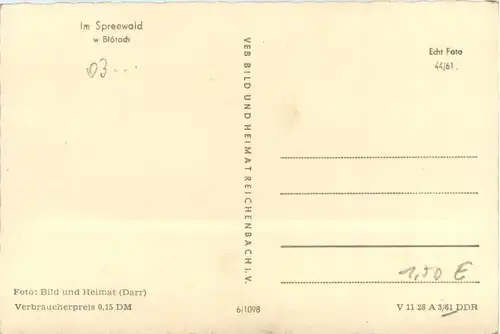 Im Spreewald
w Błótach
03...
VEB BILD UND HEIMAT REICHENBACH I. V.
Echt Foto
44/61.
1,50 €
Foto: Bild und Heimat (Darr)
Verbraucherpreis 0,15 DM
6/1098
V 11 28 A 3/61 DDR